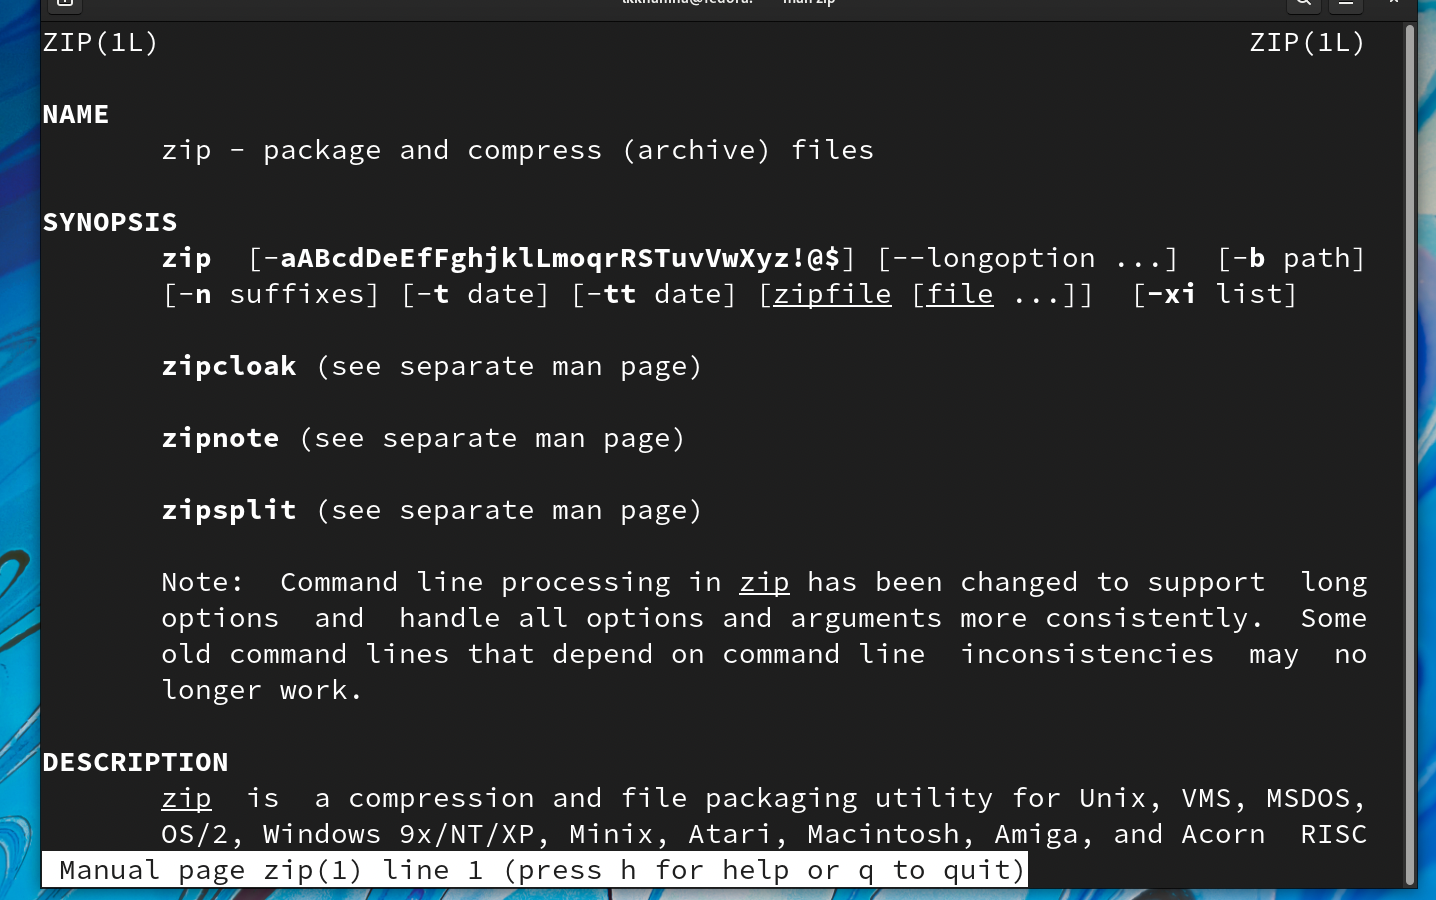 man zip
ZIP(1L) ZIP(1L)
NAME
zip - package and compress (archive) files
SYNOPSIS
zip [-aABcdDeEfFghjklLmoqrRSTuvVwXyz!@$] [--longoption ...] [-b path]
[-n suffixes] [-t date] [-tt date] [zipfile [file ...]] [-xi list]
zipcloak (see separate man page)
zipnote (see separate man page)
zipsplit (see separate man page)
Note: Command line processing in zip has been changed to support long
options and handle all options and arguments more consistently. Some
old command lines that depend on command line inconsistencies may no
longer work.
DESCRIPTION
zip is a compression and file packaging utility for Unix, VMS, MSDOS,
OS/2, Windows 9x/NT/XP, Minix, Atari, Macintosh, Amiga, and Acorn RISC
Manual page zip(1) line 1 (press h for help or q to quit)